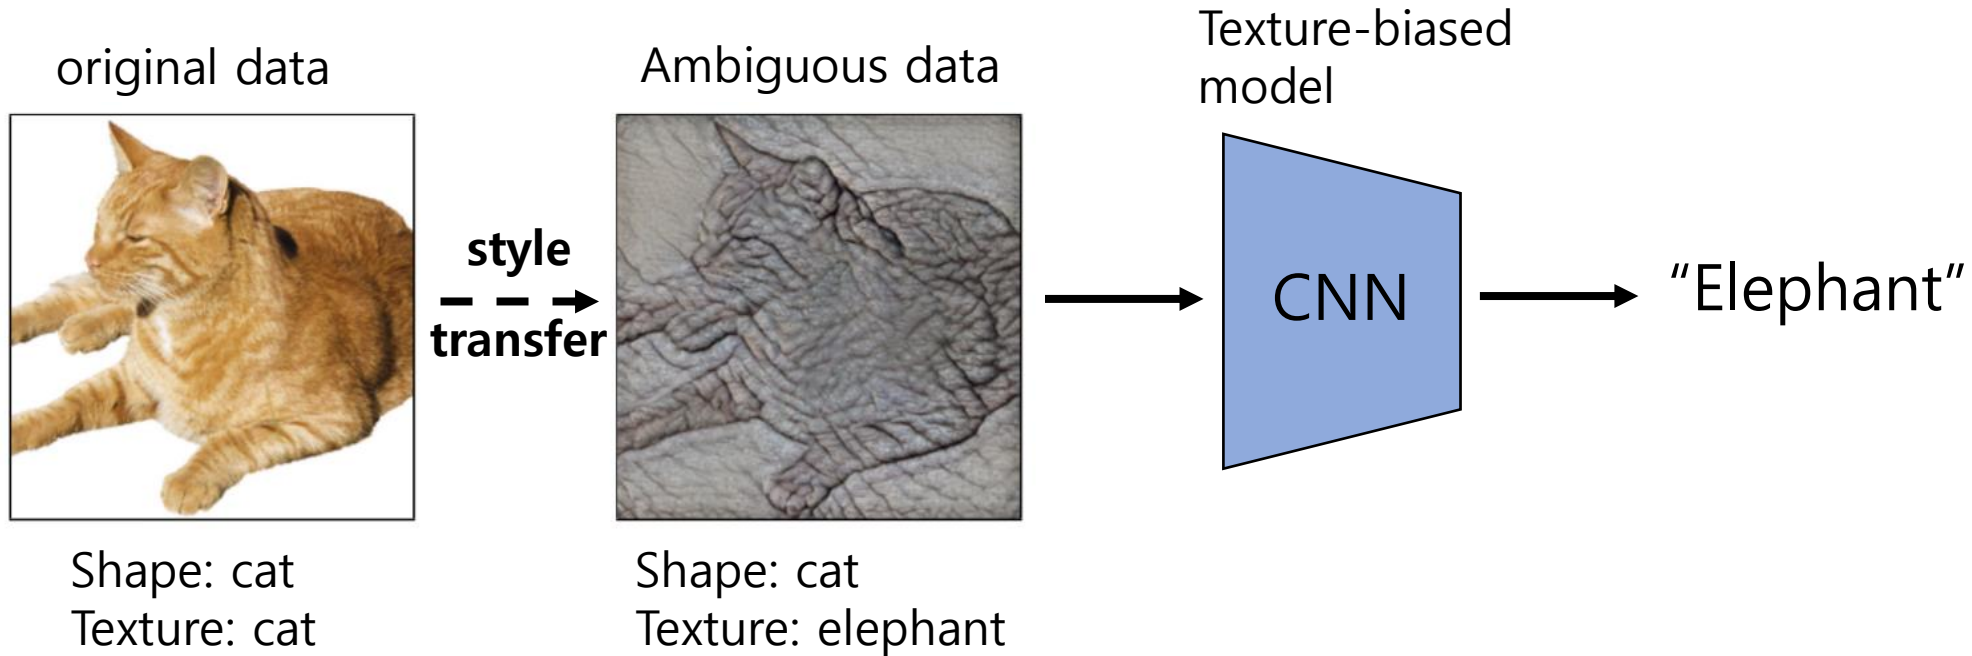 original data
Ambiguous data
Texture-biased
model
style
transfer
CNN
“Elephant”
Shape: cat
Texture: cat
Shape: cat
Texture: elephant